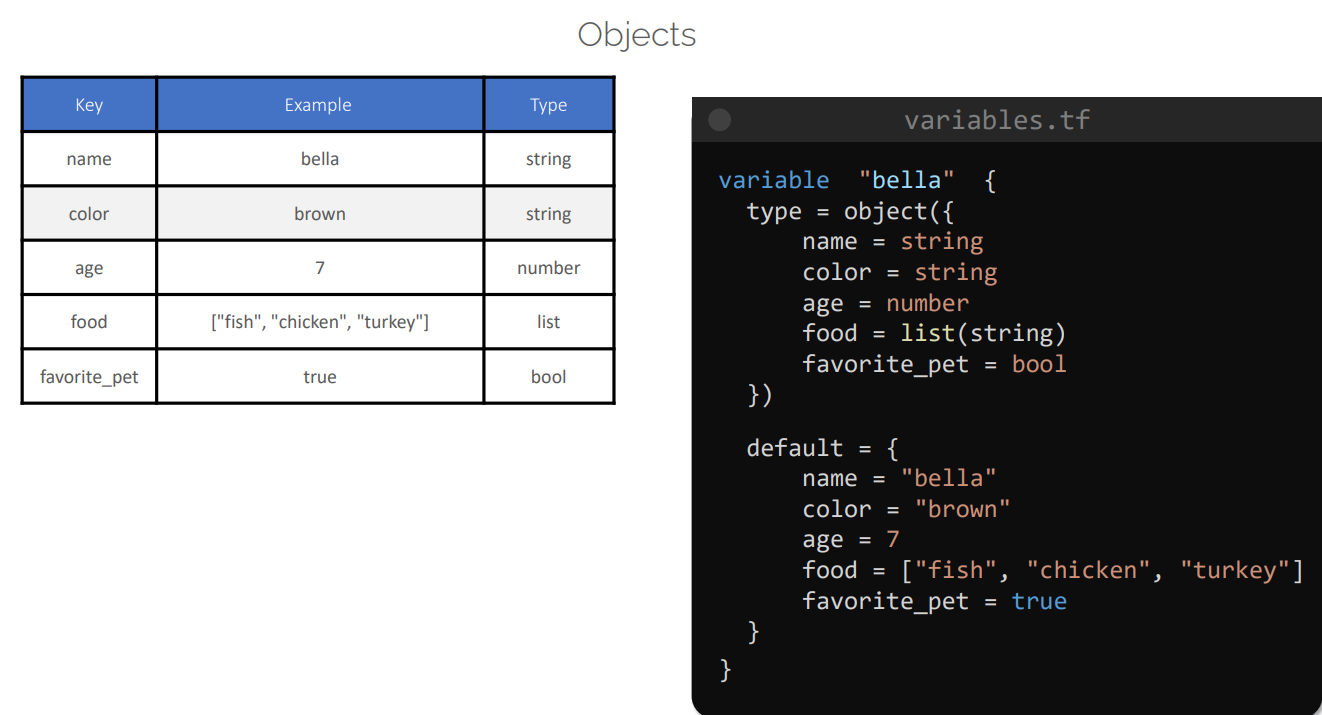 Objects
Key Example Type
name bella string
color brown string
age 7 number
food ["fish", "chicken", "turkey"] list
favorite_pet true bool
variables.tf
variable "bella" {
type = object({
name = string
color = string
age = number
food = list(string)
favorite_pet = bool
})
default = {
name = "bella"
color = "brown"
age = 7
food = ["fish", "chicken", "turkey"]
favorite_pet = true
}
}